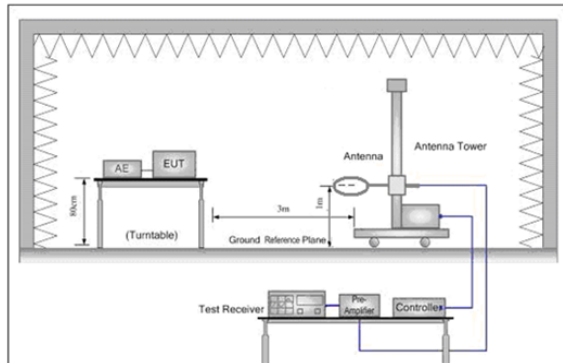 AE
EUT
Antenna
Antenna Tower
80cm
(Turntable)
3m
1m
Ground Reference Plane
Test Receiver
Pre-
Amplifier
Controller